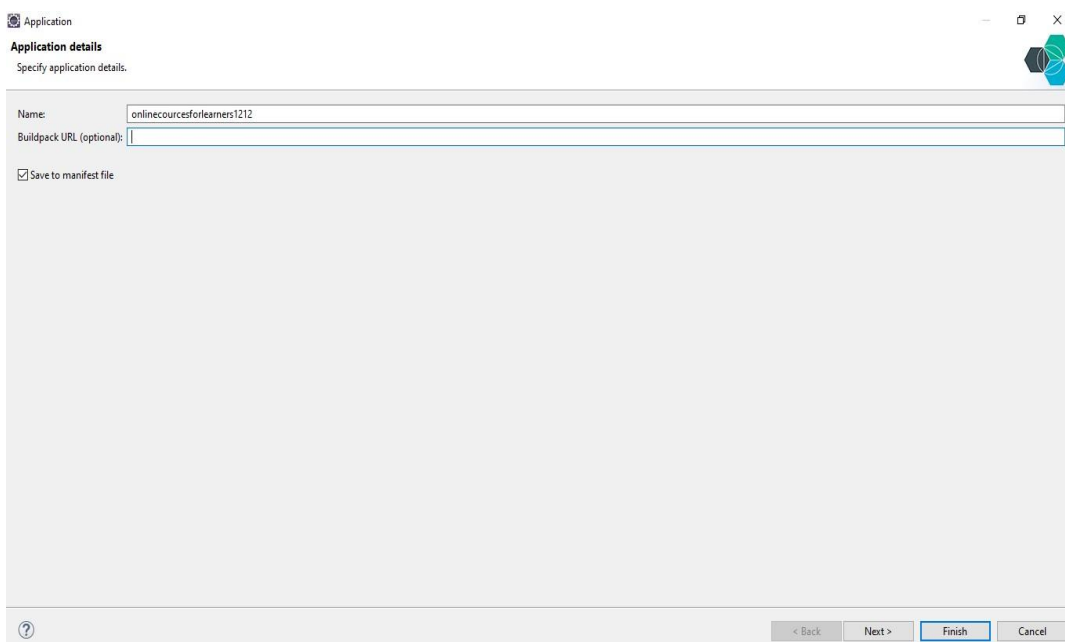 Application
Application details
Specify application details.
Name: onlinecourcesforlearners1212
Buildpack URL (optional):
Save to manifest file
? < Back Next > Finish Cancel